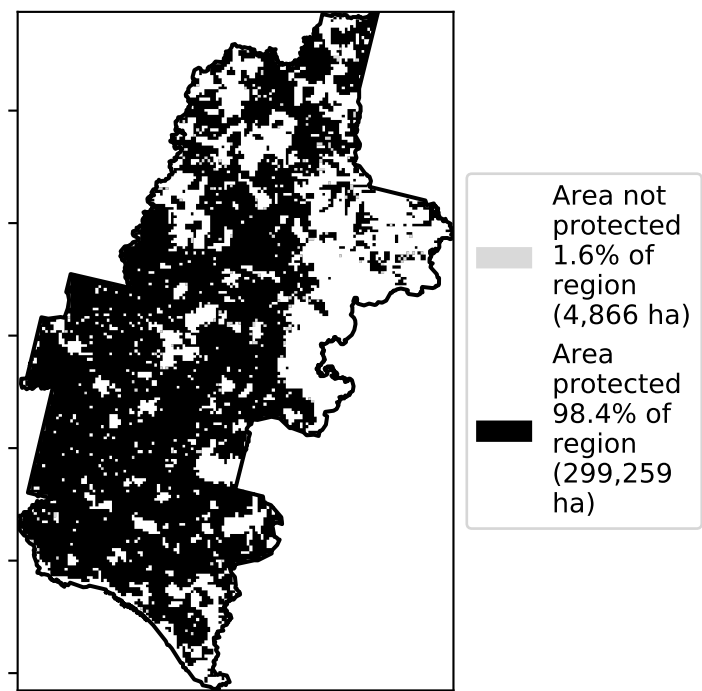 Area not
protected
1.6% of
region
(4,866 ha)
Area
protected
98.4% of
region
(299,259
ha)